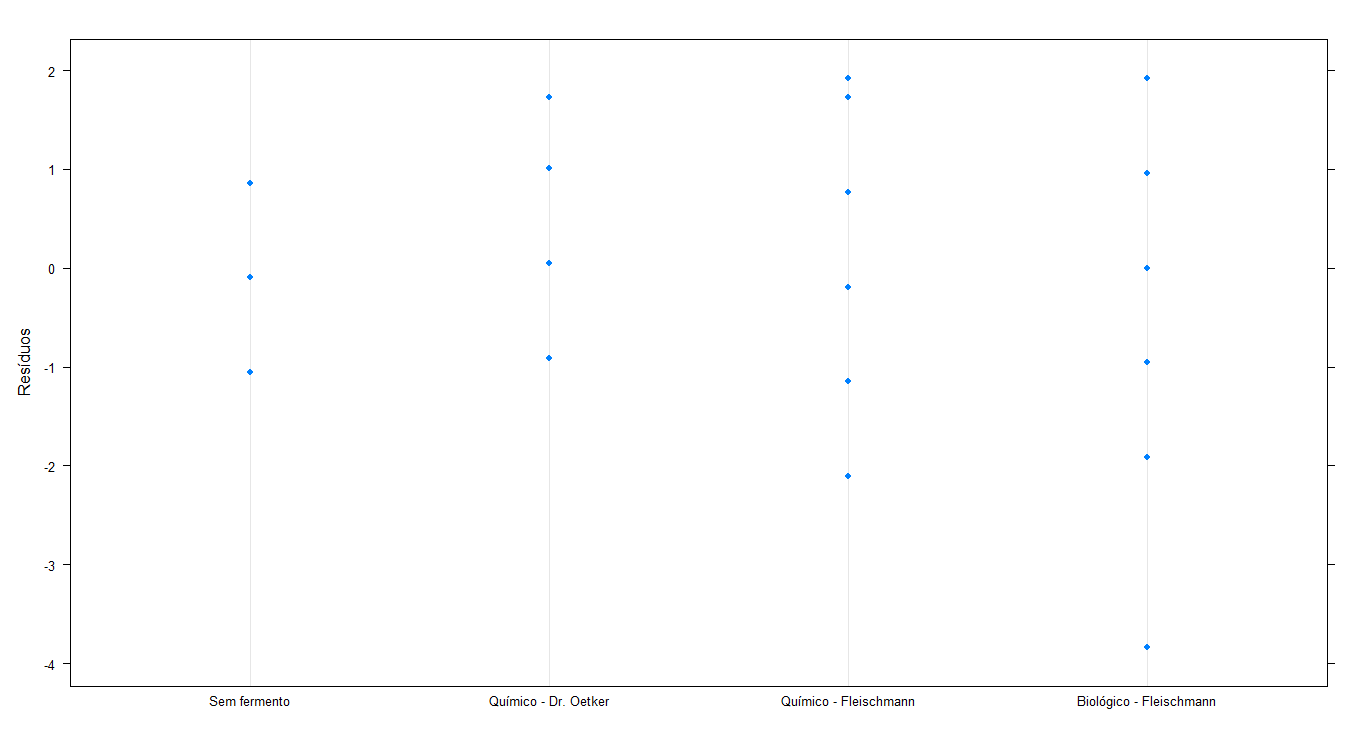 2
1
0
-1
-2
-3
-4
Resíduos
Sem fermento
Químico - Dr. Oetker
Químico - Fleischmann
Biológico - Fleischmann